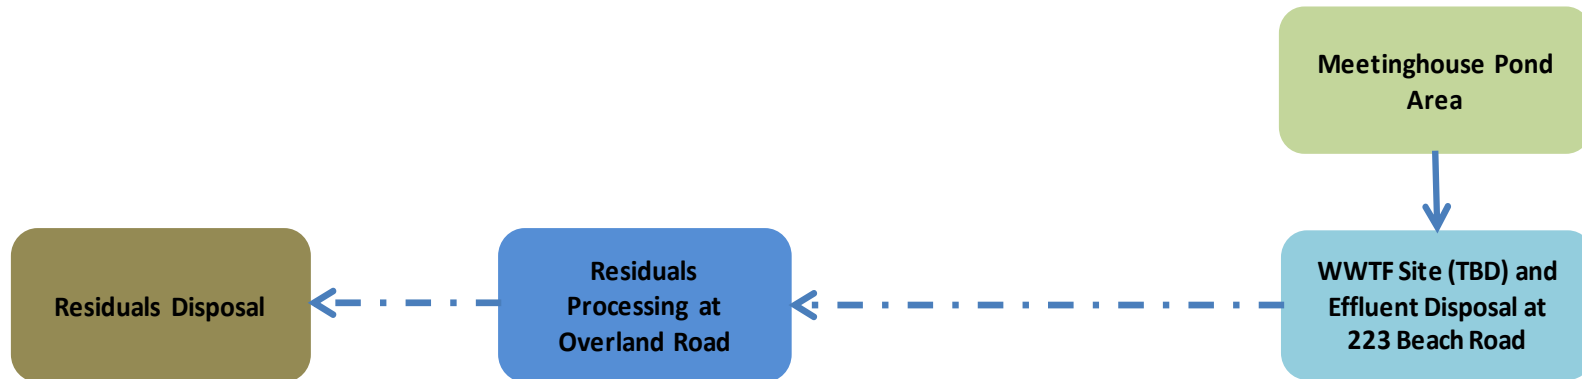 Meetinghouse Pond
Area
Residuals Disposal
Residuals
Processing at
Overland Road
WWTF Site (TBD) and
Effluent Disposal at
223 Beach Road